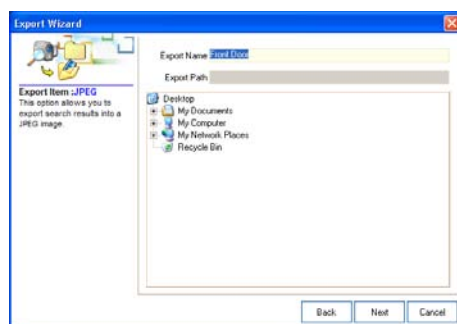 Export Wizard
Export Item :JPEG
This option allows you to
export search results into a
JPEG image.
Export Name Front Door
Export Path
Desktop
My Documents
My Computer
My Network Places
Recycle Bin
Back Next Cancel